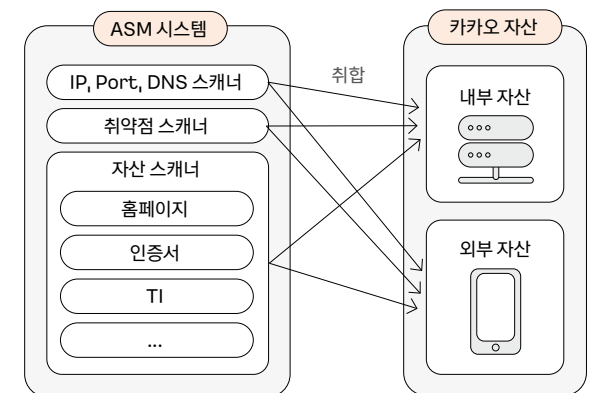 ASM 시스템
IP, Port, DNS 스캐너
취약점 스캐너
자산 스캐너
홈페이지
인증서
TI
...
취합
카카오 자산
내부 자산
외부 자산